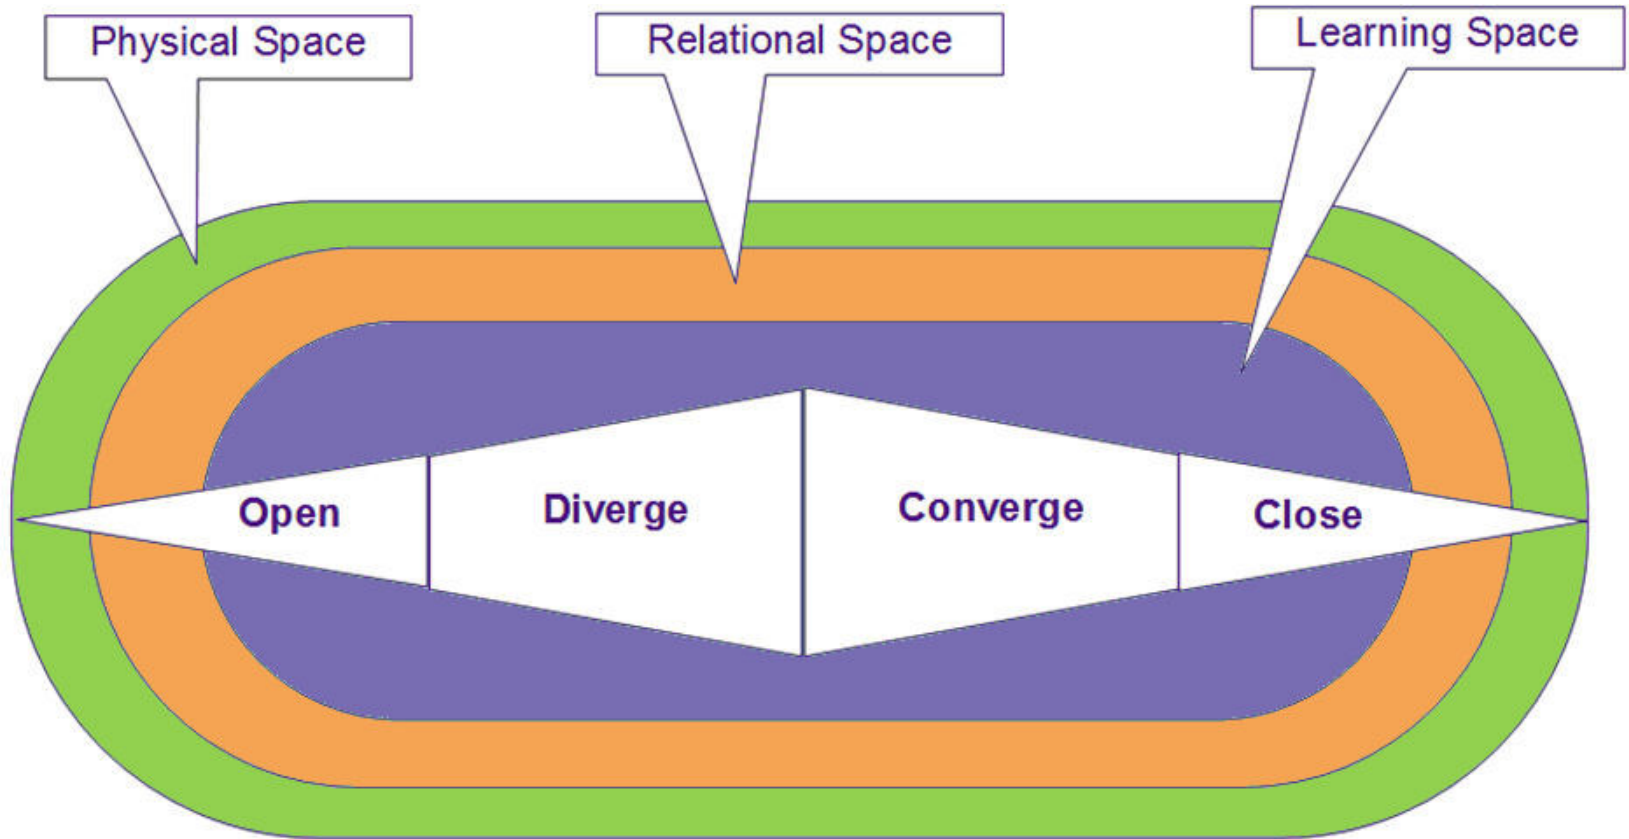 Physical Space
Relational Space
Learning Space
Open
Diverge
Converge
Close